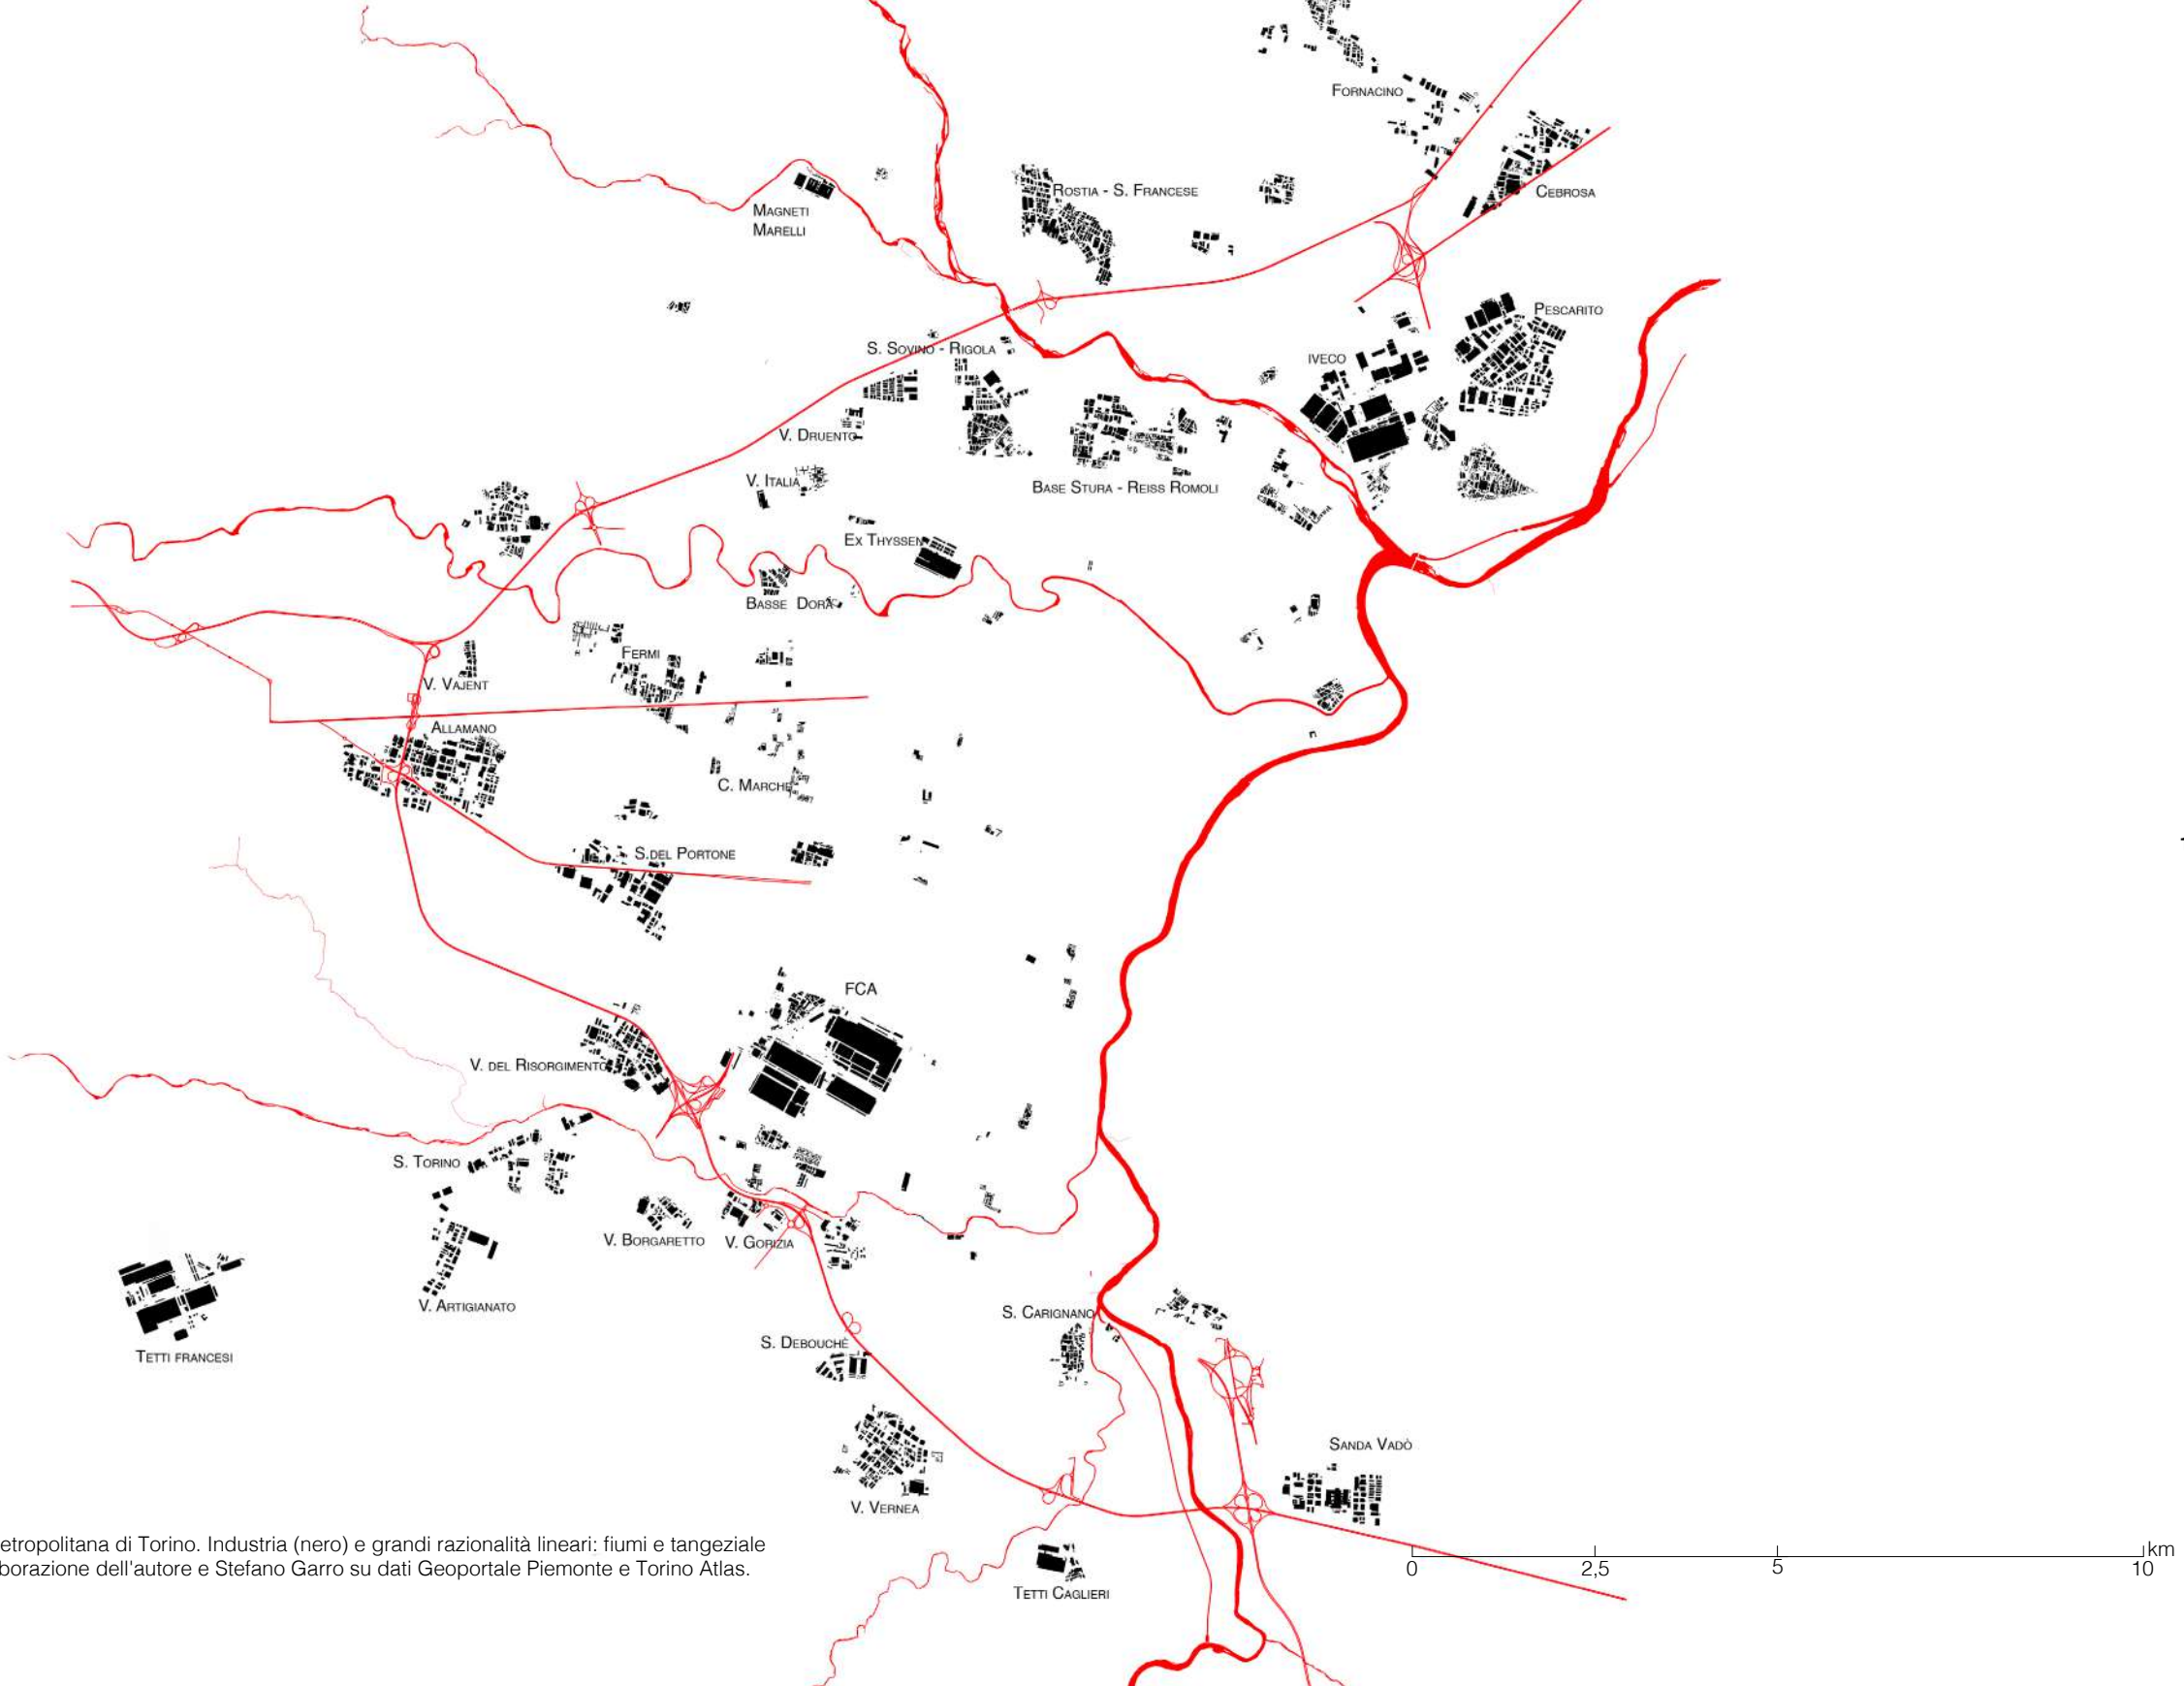 Fornacino
Rostia - S. Francese
Cebrosa
Magneti
Marelli
Pescarito
S. Sovino - Rigola
IVECO
V. Druento
V. Italia
Base Stura - Reiss Romoli
Ex Thyssen
Basse Dora
Fermi
V. Vajent
Allamano
C. Marche
S.del Portone
FCA
V. del Risorgimento
S. Torino
V. Borgaretto
V. Gorizia
V. Artigianato
S. Carignano
S. Debouchè
Tetti francesi
Sanda Vadò
V. Vernea
etropolitana di Torino. Industria (nero) e grandi razionalità lineari: fiumi e tangeziale
borazione dell'autore e Stefano Garro su dati Geoportale Piemonte e Torino Atlas.
km
0 2,5 5 10
Tetti Caglieri